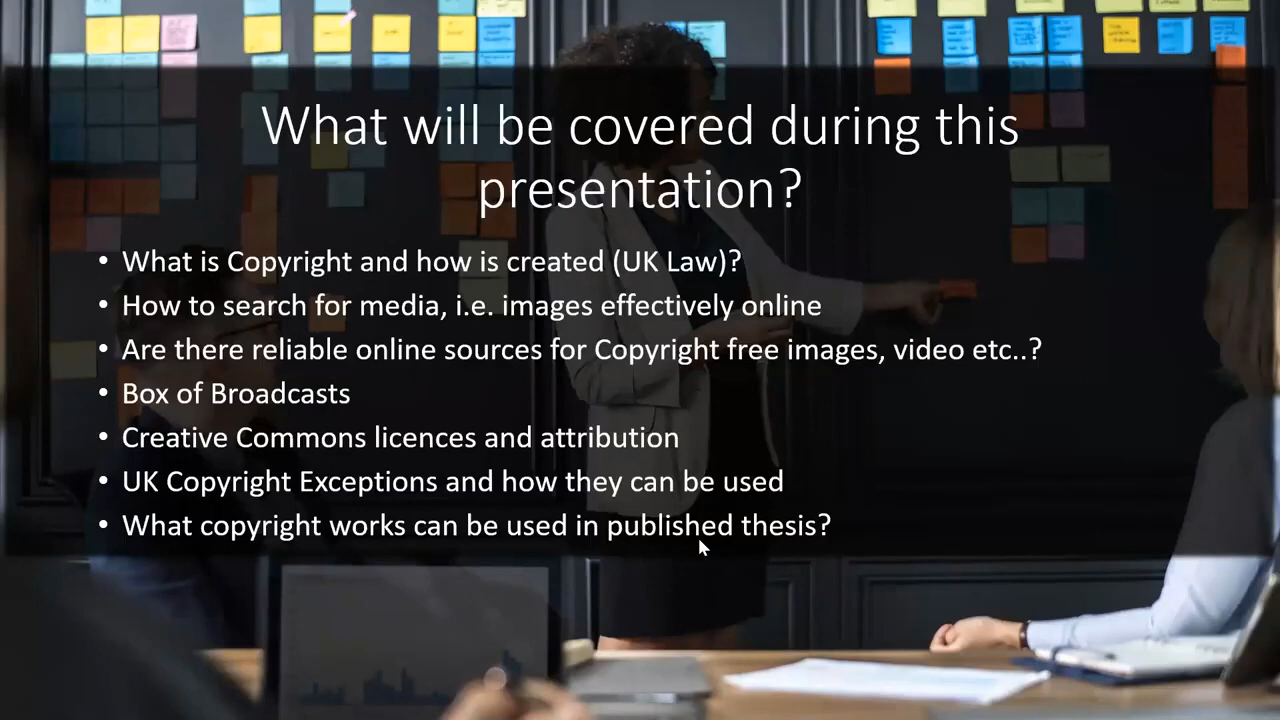 What will be covered during this
presentation?
• What is Copyright and how is created (UK Law)?
• How to search for media, i.e. images effectively online
• Are there reliable online sources for Copyright free images, video etc..?
• Box of Broadcasts
• Creative Commons licences and attribution
• UK Copyright Exceptions and how they can be used
• What copyright works can be used in published thesis?